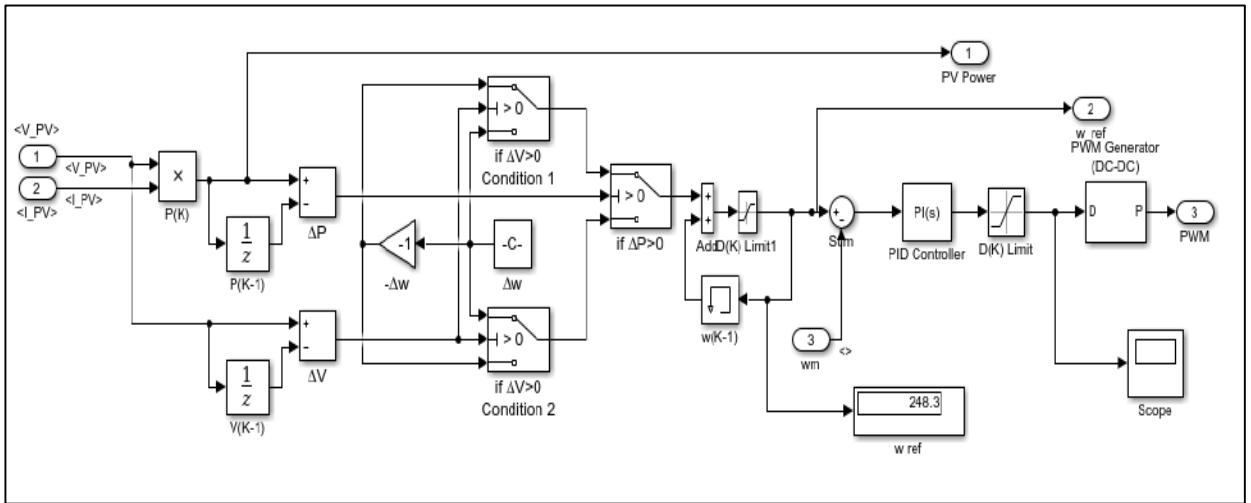 1
PV Power
<V_PV>
1
<V_PV>
2
<I_PV>
<I_PV>
×
P(K)
+
−
ΔP
1
z
P(K-1)
> 0
if ΔV>0
Condition 1
-1
-Δw
-C-
Δw
> 0
if ΔP>0
+
+
Add
D(K) Limit1
w(K-1)
2
w_ref
PWM Generator
(DC-DC)
+
−
Sum
PI(s)
PID Controller
D(K) Limit
D
P
3
PWM
+
−
ΔV
1
z
V(K-1)
> 0
if ΔV>0
Condition 2
3
wm
<>
248.3
w ref
Scope